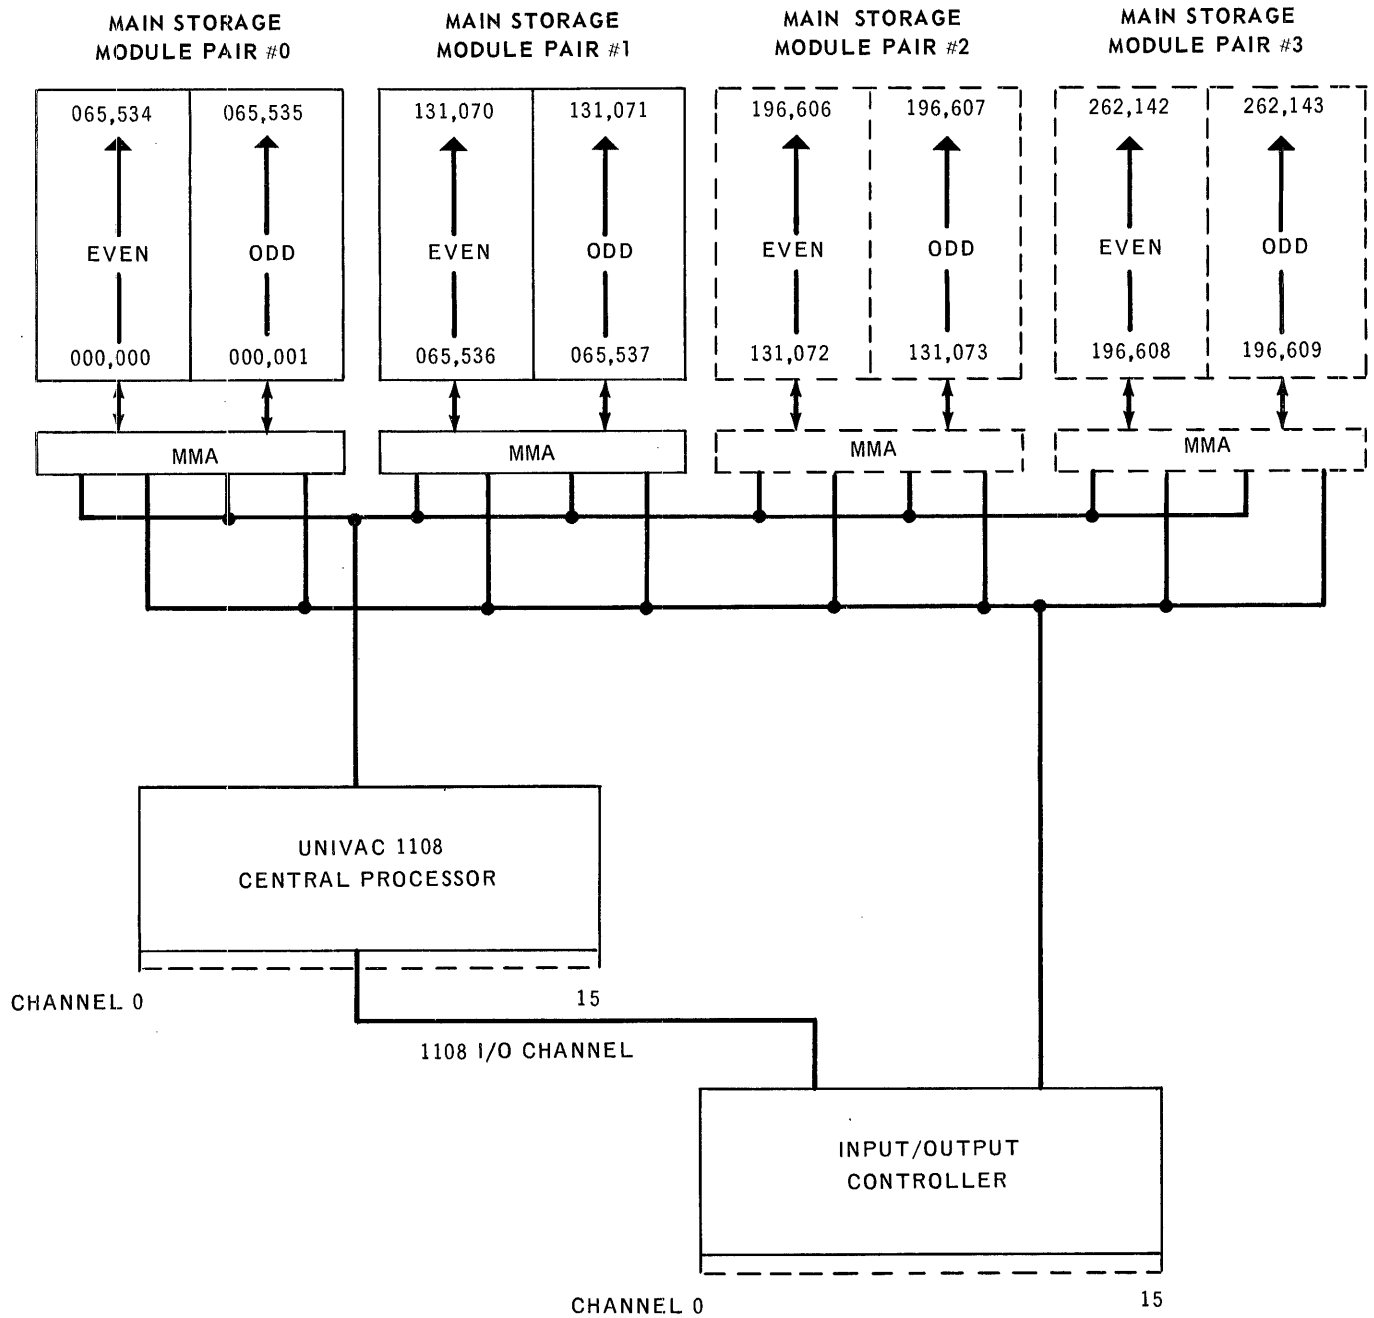 MAIN STORAGE
MODULE PAIR #0
MAIN STORAGE
MODULE PAIR #1
MAIN STORAGE
MODULE PAIR #2
MAIN STORAGE
MODULE PAIR #3
065,534
065,535
131,070
131,071
196,606
196,607
262,142
262,143
EVEN
ODD
EVEN
ODD
EVEN
ODD
EVEN
ODD
000,000
000,001
065,536
065,537
131,072
131,073
196,608
196,609
MMA
MMA
MMA
MMA
UNIVAC 1108
CENTRAL PROCESSOR
CHANNEL 0
15
1108 I/O CHANNEL
INPUT/OUTPUT
CONTROLLER
CHANNEL 0
15